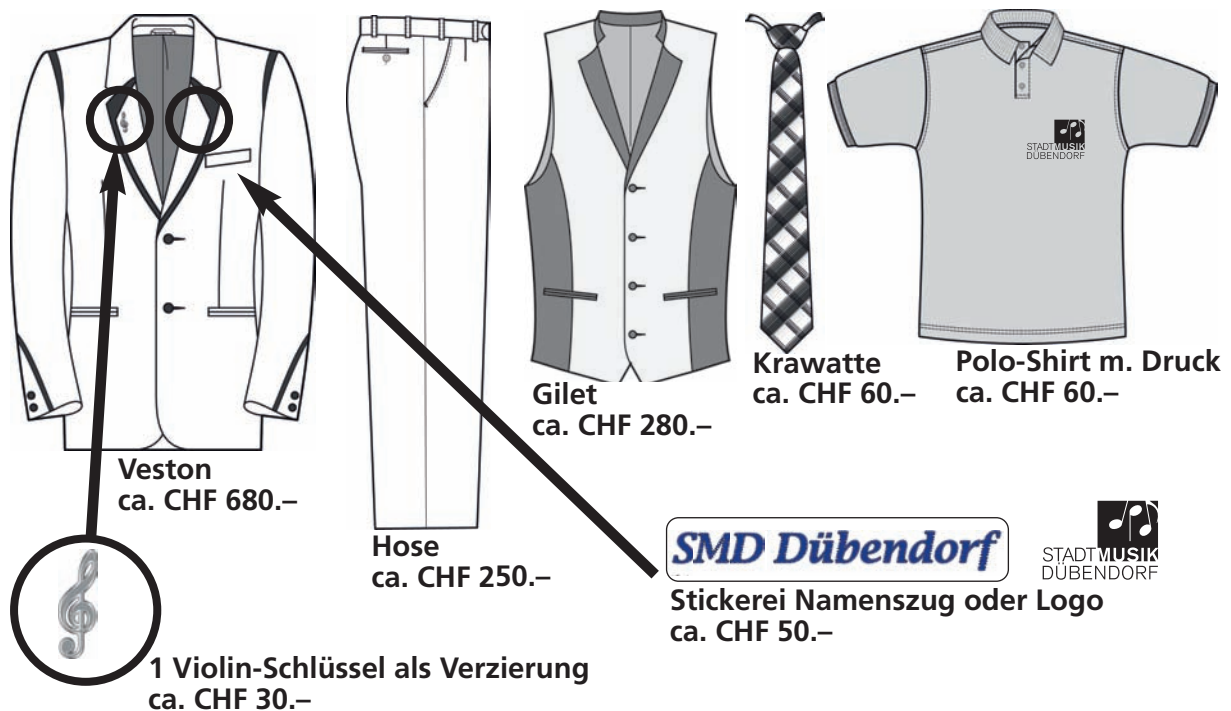 STADTMUSIK
DÜBENDORF
Krawatte
ca. CHF 60.–
Polo-Shirt m. Druck
ca. CHF 60.–
Gilet
ca. CHF 280.–
Veston
ca. CHF 680.–
Hose
ca. CHF 250.–
SMD Dübendorf
STADTMUSIK
DÜBENDORF
Stickerei Namenszug oder Logo
ca. CHF 50.–
1 Violin-Schlüssel als Verzierung
ca. CHF 30.–